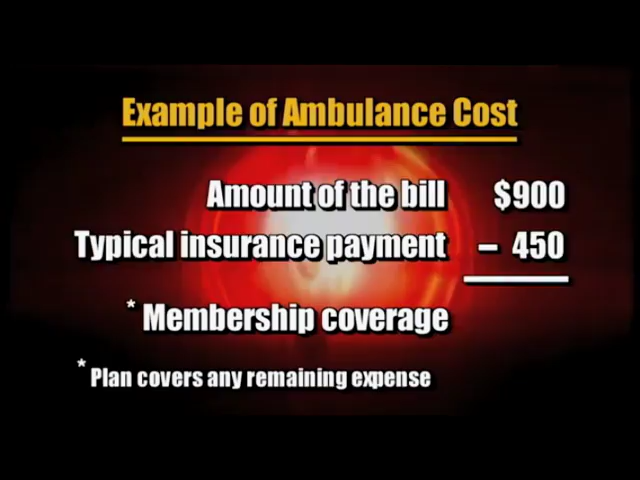 Example of Ambulance Cost
Amount of the bill $900
Typical insurance payment – 450
* Membership coverage
* Plan covers any remaining expense